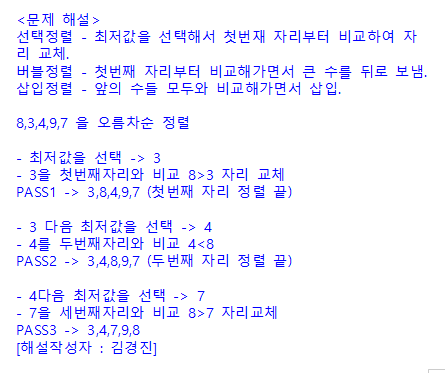 <문제 해설>
선택정렬 - 최저값을 선택해서 첫번재 자리부터 비교하여 자
리 교체.
버블정렬 - 첫번째 자리부터 비교해가면서 큰 수를 뒤로 보냄.
삽입정렬 - 앞의 수들 모두와 비교해가면서 삽입.
8,3,4,9,7 을 오름차순 정렬
- 최저값을 선택 -> 3
- 3을 첫번째자리와 비교 8>3 자리 교체
PASS1 -> 3,8,4,9,7 (첫번째 자리 정렬 끝)
- 3 다음 최저값을 선택 -> 4
- 4를 두번째자리와 비교 4<8
PASS2 -> 3,4,8,9,7 (두번째 자리 정렬 끝)
- 4다음 최저값을 선택 -> 7
- 7을 세번째자리와 비교 8>7 자리교체
PASS3 -> 3,4,7,9,8
[해설작성자 : 김경진]